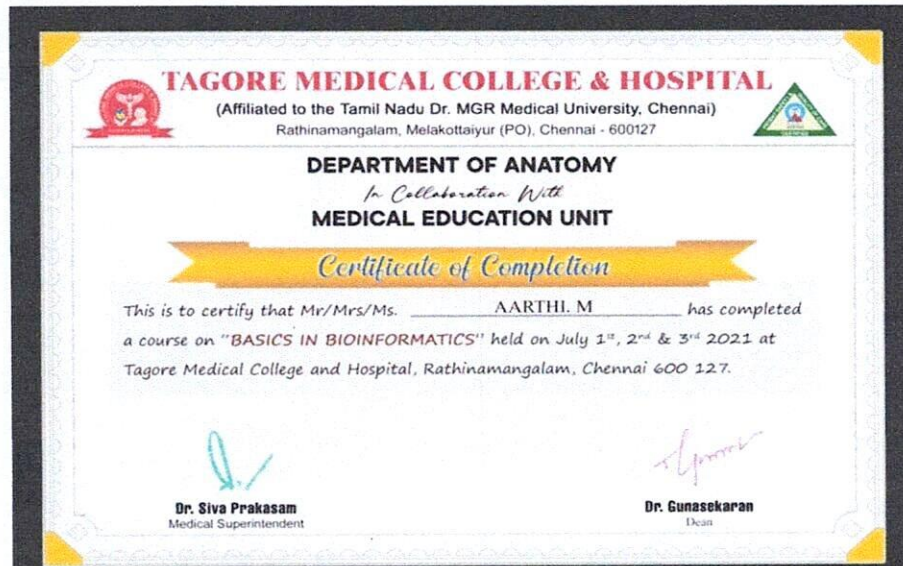 TAGORE MEDICAL COLLEGE & HOSPITAL
(Affiliated to the Tamil Nadu Dr. MGR Medical University, Chennai)
Rathinamangalam, Melakottaiyur (PO), Chennai - 600127
DEPARTMENT OF ANATOMY
In Collaboration With
MEDICAL EDUCATION UNIT
Certificate of Completion
This is to certify that Mr/Mrs/Ms. AARTHI. M has completed
a course on "BASICS IN BIOINFORMATICS" held on July 1st, 2nd & 3rd 2021 at
Tagore Medical College and Hospital, Rathinamangalam, Chennai 600 127.
Dr. Siva Prakasam
Medical Superintendent
Dr. Gunasekaran
Dean